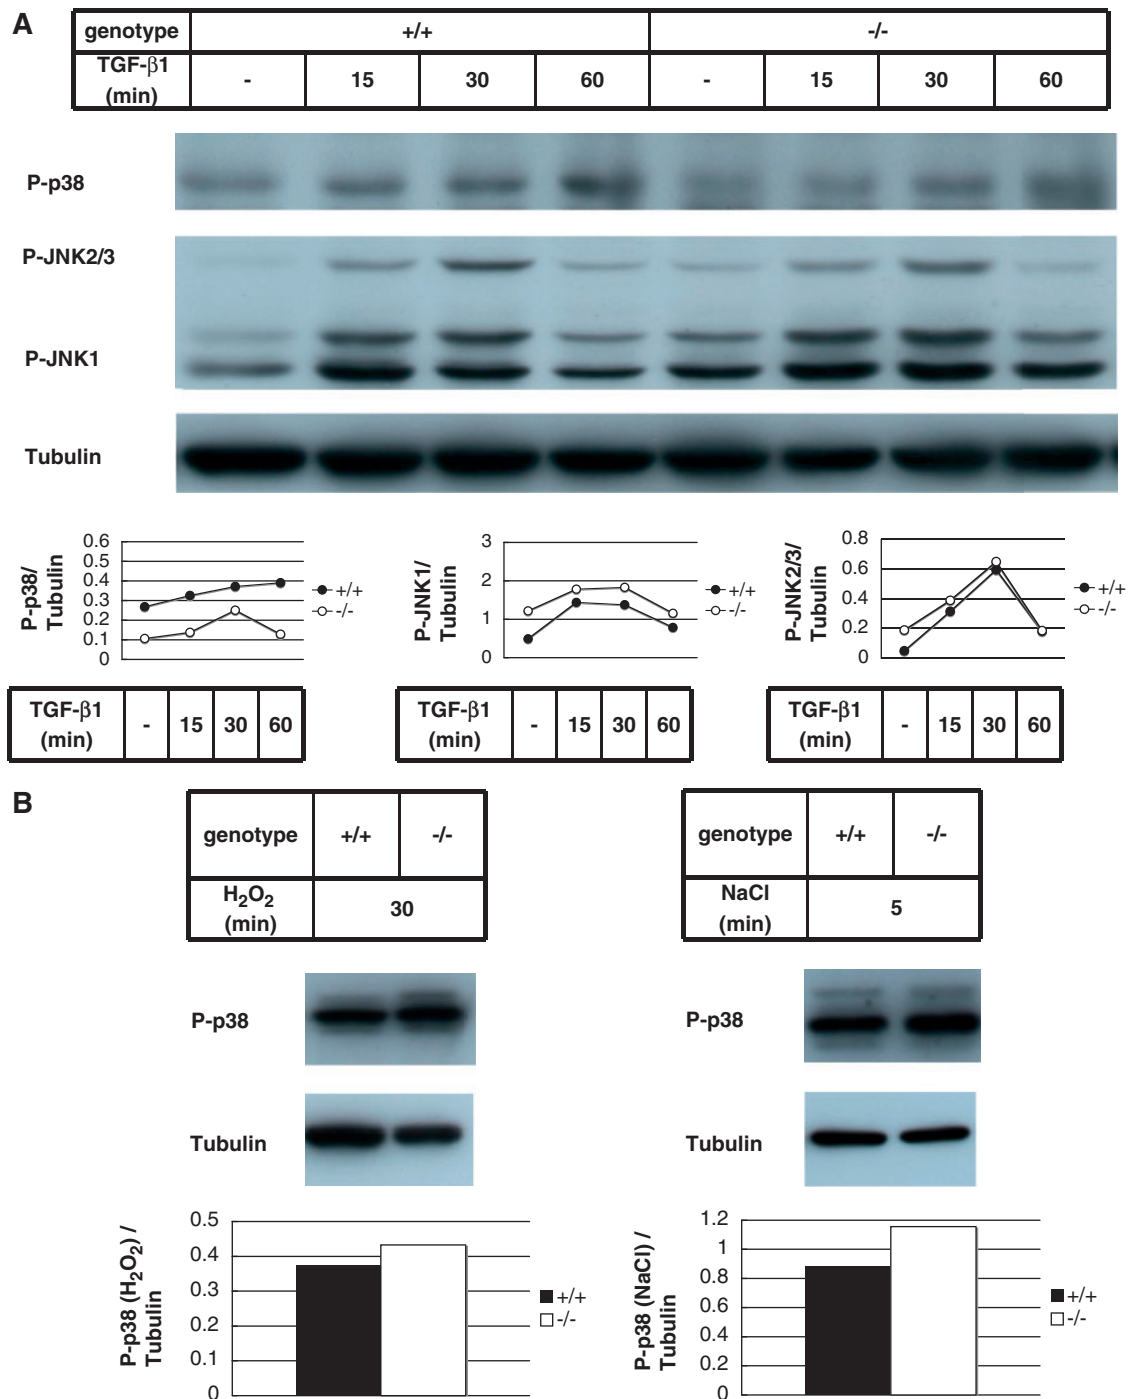 A
genotype +/+ -/-
TGF-β1 (min) - 15 30 60 - 15 30 60
P-p38
P-JNK2/3
P-JNK1
Tubulin
P-p38/ Tubulin
0.6
0.5
0.4
0.3
0.2
0.1
0
+/+
-/-
P-JNK1/ Tubulin
3
2
1
0
+/+
-/-
P-JNK2/3/ Tubulin
0.8
0.6
0.4
0.2
0
+/+
-/-
TGF-β1 (min) - 15 30 60
TGF-β1 (min) - 15 30 60
TGF-β1 (min) - 15 30 60
B
genotype +/+ -/-
H₂O₂ (min) 30
P-p38
Tubulin
P-p38 (H₂O₂) / Tubulin
0.5
0.4
0.3
0.2
0.1
0
+/+
-/-
genotype +/+ -/-
NaCl (min) 5
P-p38
Tubulin
P-p38 (NaCl) / Tubulin
1.2
1
0.8
0.6
0.4
0.2
0
+/+
-/-